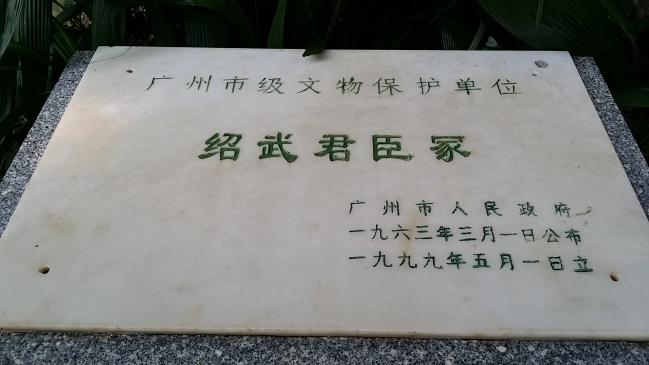 广州市级文物保护单位
绍武君臣冢
广州市人民政府
一九六三年三月一日公布
一九九九年五月一日立